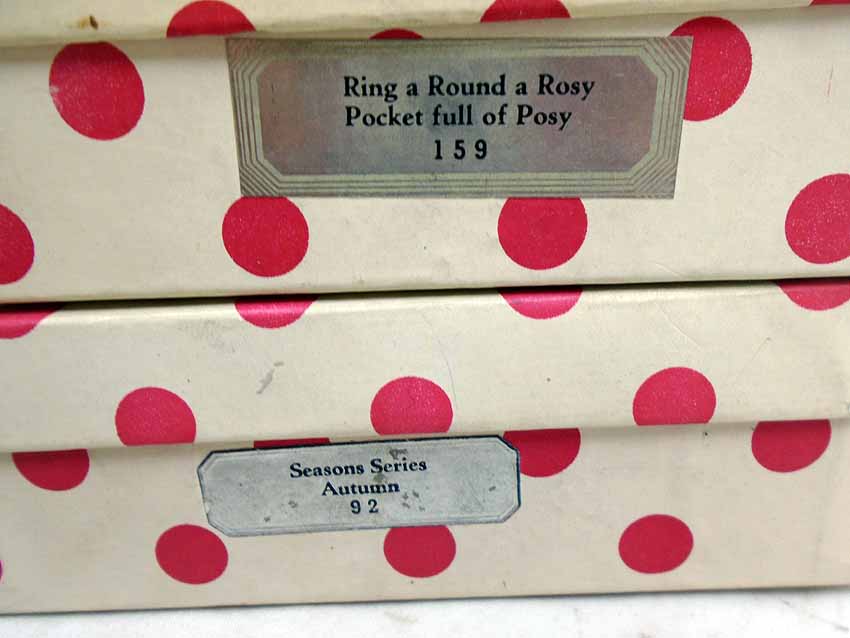 Ring a Round a Rosy
Pocket full of Posy
159
Seasons Series
Autumn
92